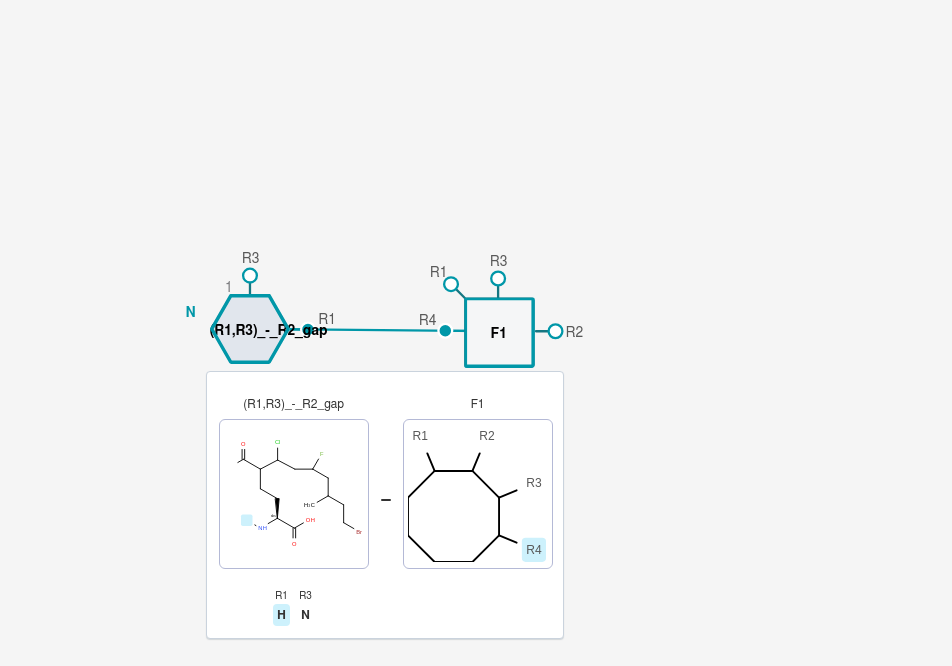 R3
R1
R3
1
N
(R1,R3)_-_R2_gap
R1
R4
F1
R2
(R1,R3)_-_R2_gap
F1
O
Cl
F
H₃C
Br
NH
OH
O
R1
R2
R3
R4
R1 R3
H N